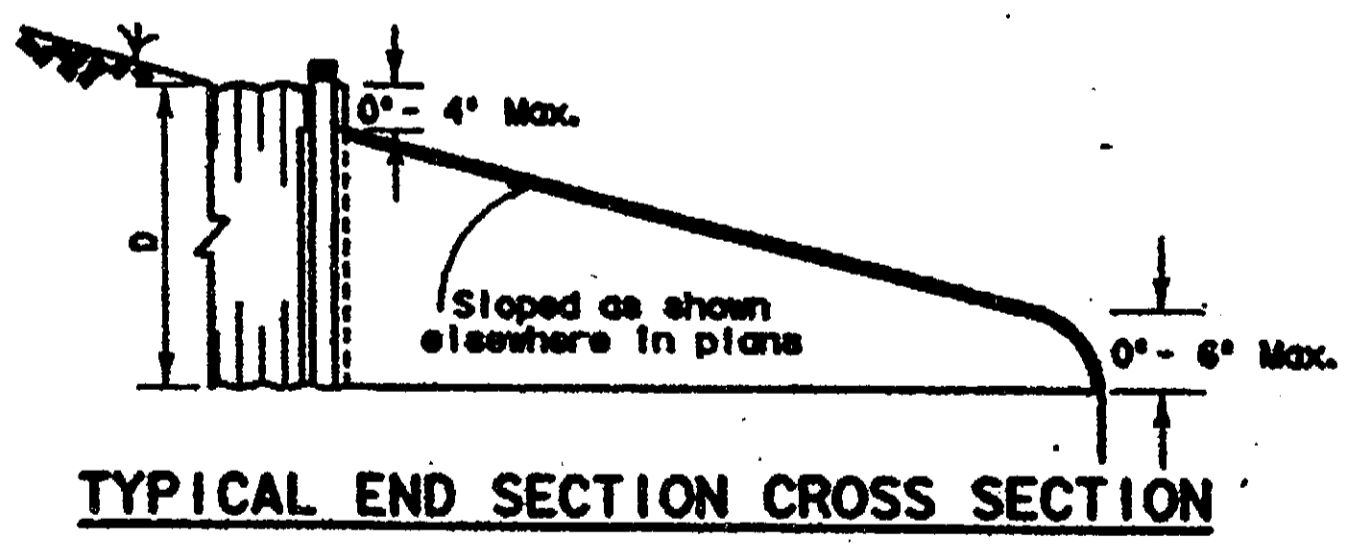 0" - 4" Max.
D
Sloped as shown
elsewhere in plans
0" - 6" Max.
TYPICAL END SECTION CROSS SECTION